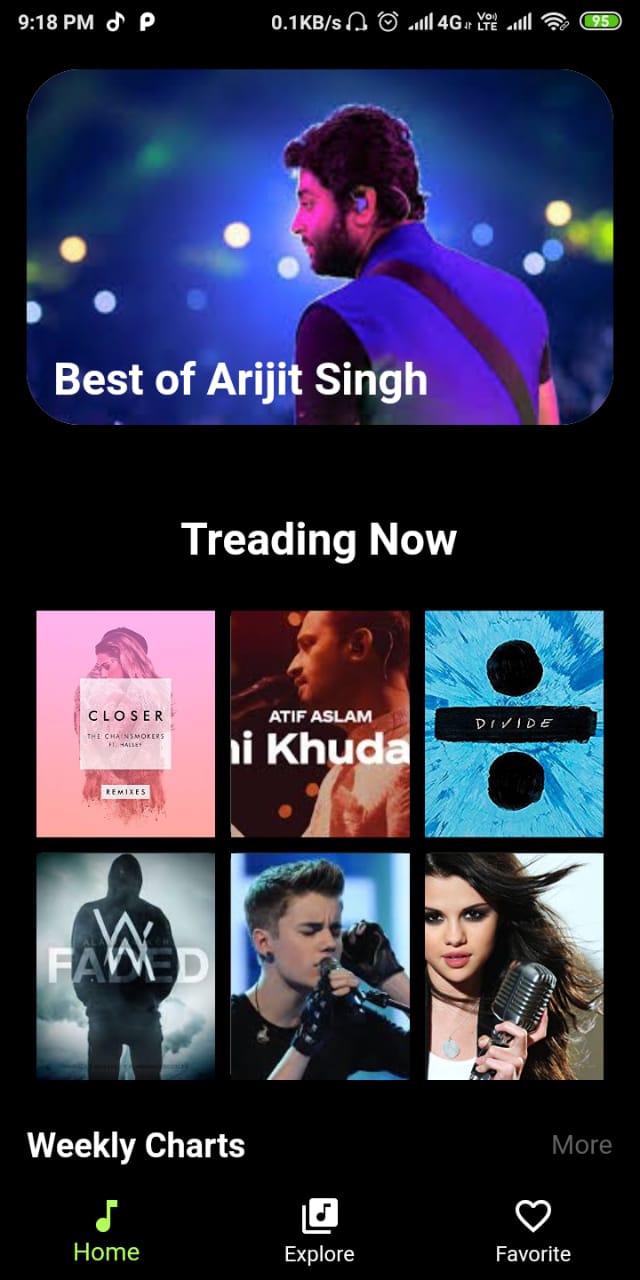 9:18 PM
0.1KB/s
4G
Vo))
LTE
95
Best of Arijit Singh
Treading Now
CLOSER
THE CHAINSMOKERS
FT. HALSEY
REMIXES
ATIF ASLAM
ni Khuda
DIVIDE
FADED
Weekly Charts
More
Home
Explore
Favorite